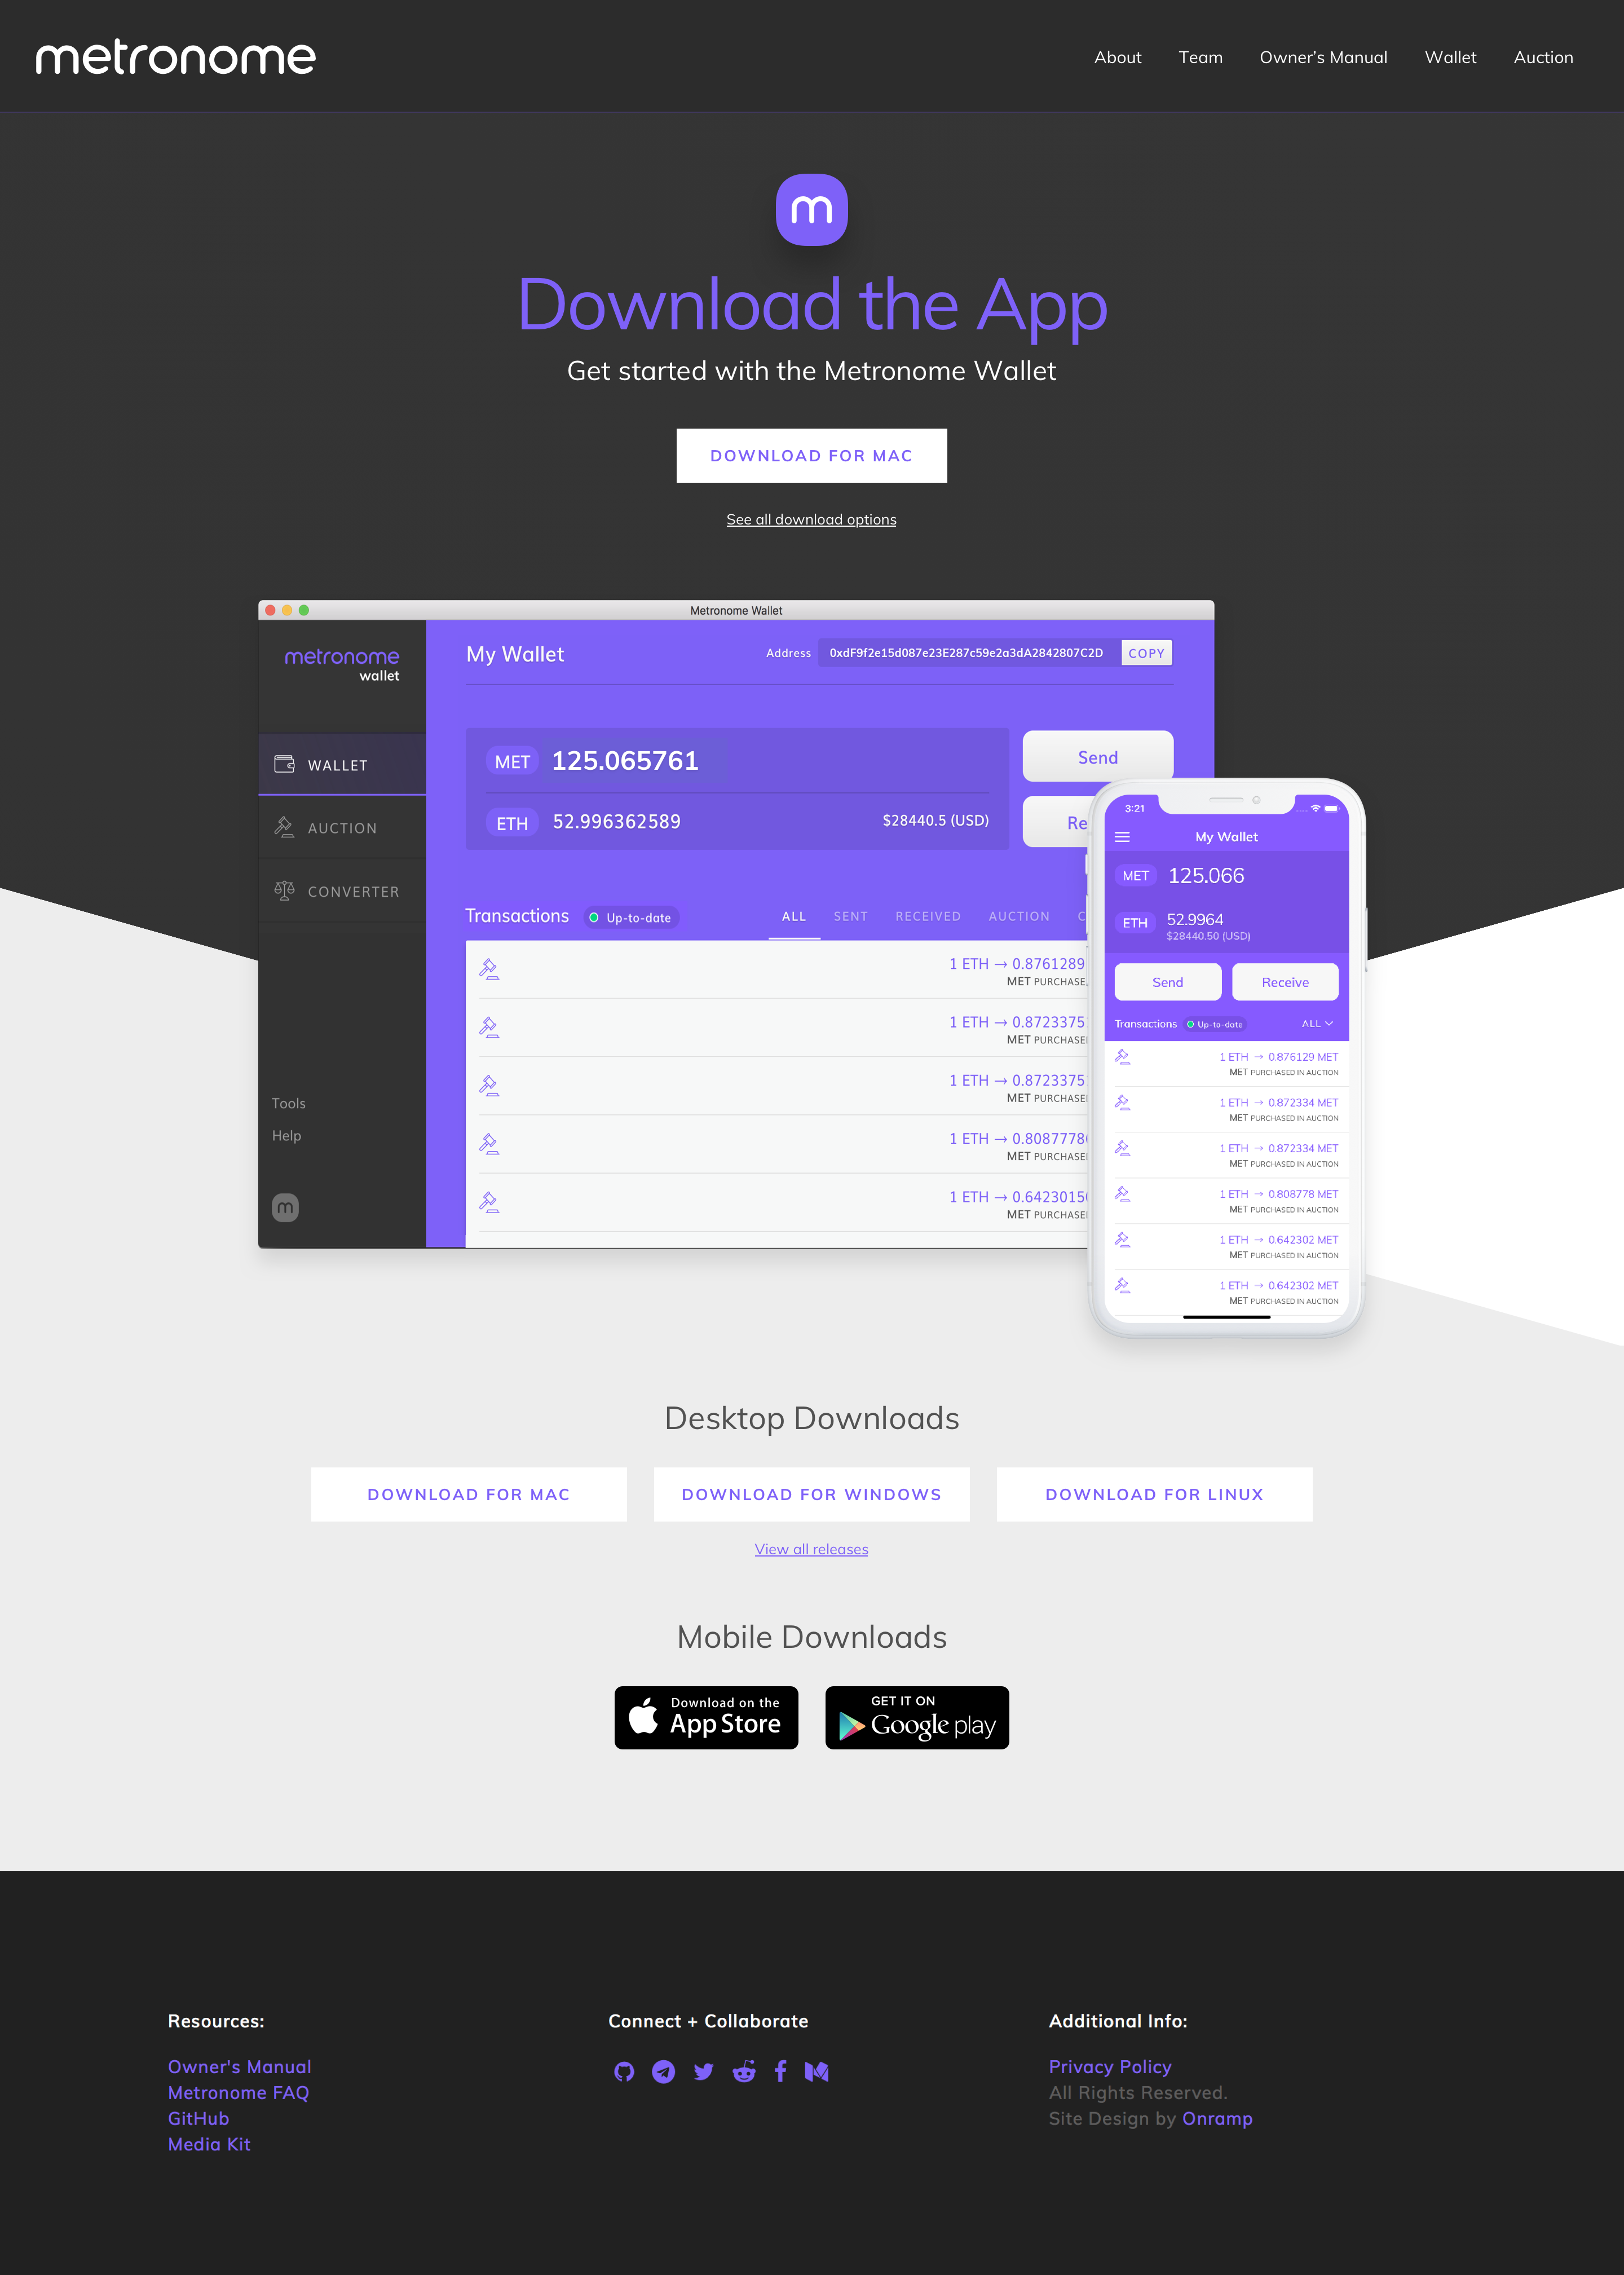 metronome
About Team Owner’s Manual Wallet Auction
m
Download the App
Get started with the Metronome Wallet
DOWNLOAD FOR MAC
See all download options
Metronome Wallet
metronome
wallet
WALLET
AUCTION
CONVERTER
Tools
Help
m
My Wallet
Address 0xdF9f2e15d087e23E287c59e2a3dA2842807C2D COPY
MET 125.065761
ETH 52.996362589 $28440.5 (USD)
Send
Re
Transactions Up-to-date ALL SENT RECEIVED AUCTION C
1 ETH → 0.8761289
MET PURCHASE
1 ETH → 0.8723375
MET PURCHASE
1 ETH → 0.8723375
MET PURCHASE
1 ETH → 0.8087778
MET PURCHASE
1 ETH → 0.6423015
MET PURCHASE
3:21
My Wallet
MET 125.066
ETH 52.9964
$28440.50 (USD)
Send Receive
Transactions Up-to-date ALL
1 ETH → 0.876129 MET
MET PURCHASED IN AUCTION
1 ETH → 0.872334 MET
MET PURCHASED IN AUCTION
1 ETH → 0.872334 MET
MET PURCHASED IN AUCTION
1 ETH → 0.808778 MET
MET PURCHASED IN AUCTION
1 ETH → 0.642302 MET
MET PURCHASED IN AUCTION
1 ETH → 0.642302 MET
MET PURCHASED IN AUCTION
Desktop Downloads
DOWNLOAD FOR MAC DOWNLOAD FOR WINDOWS DOWNLOAD FOR LINUX
View all releases
Mobile Downloads
Download on the
App Store
GET IT ON
Google play
Resources:
Owner's Manual
Metronome FAQ
GitHub
Media Kit
Connect + Collaborate
Additional Info:
Privacy Policy
All Rights Reserved.
Site Design by Onramp